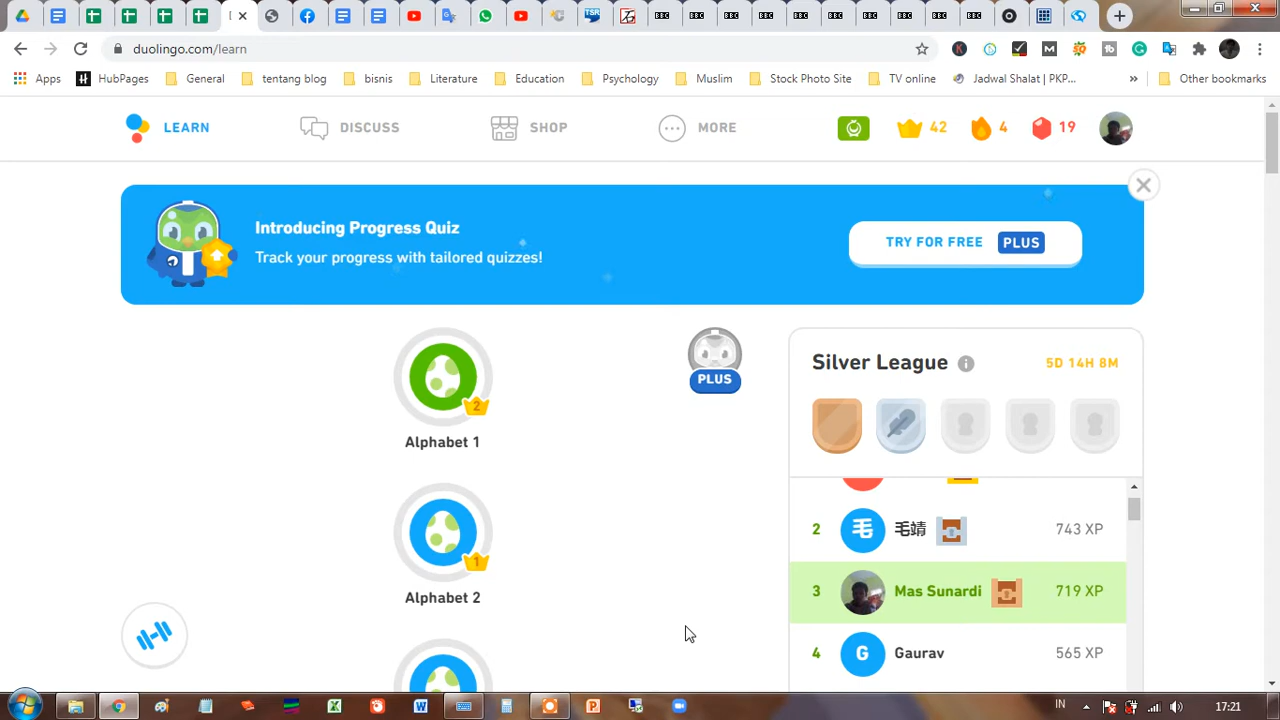 duolingo.com/learn
Apps HubPages General tentang blog bisnis Literature Education Psychology Muslim Stock Photo Site TV online Jadwal Shalat | PKP... » Other bookmarks
LEARN DISCUSS SHOP MORE 42 4 19
Introducing Progress Quiz
Track your progress with tailored quizzes!
TRY FOR FREE PLUS
2
Alphabet 1
1
Alphabet 2
PLUS
Silver League 5D 14H 8M
2 毛 毛靖 743 XP
3 Mas Sunardi 719 XP
4 G Gaurav 565 XP
IN 17:21